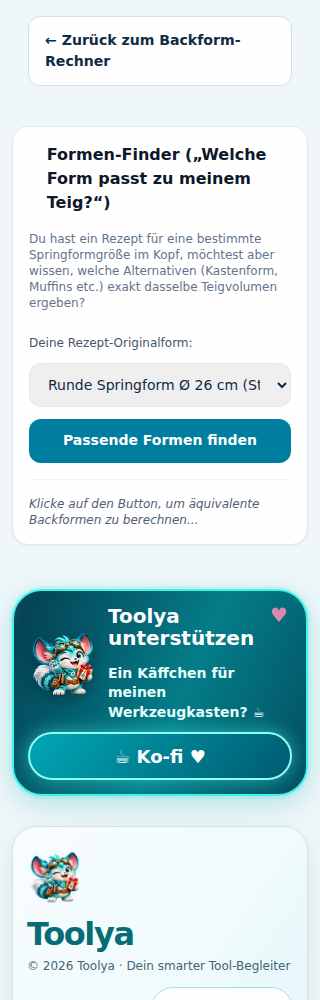 ← Zurück zum Backform-
Rechner
Formen-Finder („Welche
Form passt zu meinem
Teig?“)
Du hast ein Rezept für eine bestimmte
Springformgröße im Kopf, möchtest aber
wissen, welche Alternativen (Kastenform,
Muffins etc.) exakt dasselbe Teigvolumen
ergeben?
Deine Rezept-Originalform:
Runde Springform Ø 26 cm (St
Passende Formen finden
Klicke auf den Button, um äquivalente
Backformen zu berechnen...
Toolya
unterstützen
Ein Käffchen für
meinen
Werkzeugkasten? ☕
☕ Ko-fi ♥
Toolya
© 2026 Toolya · Dein smarter Tool-Begleiter